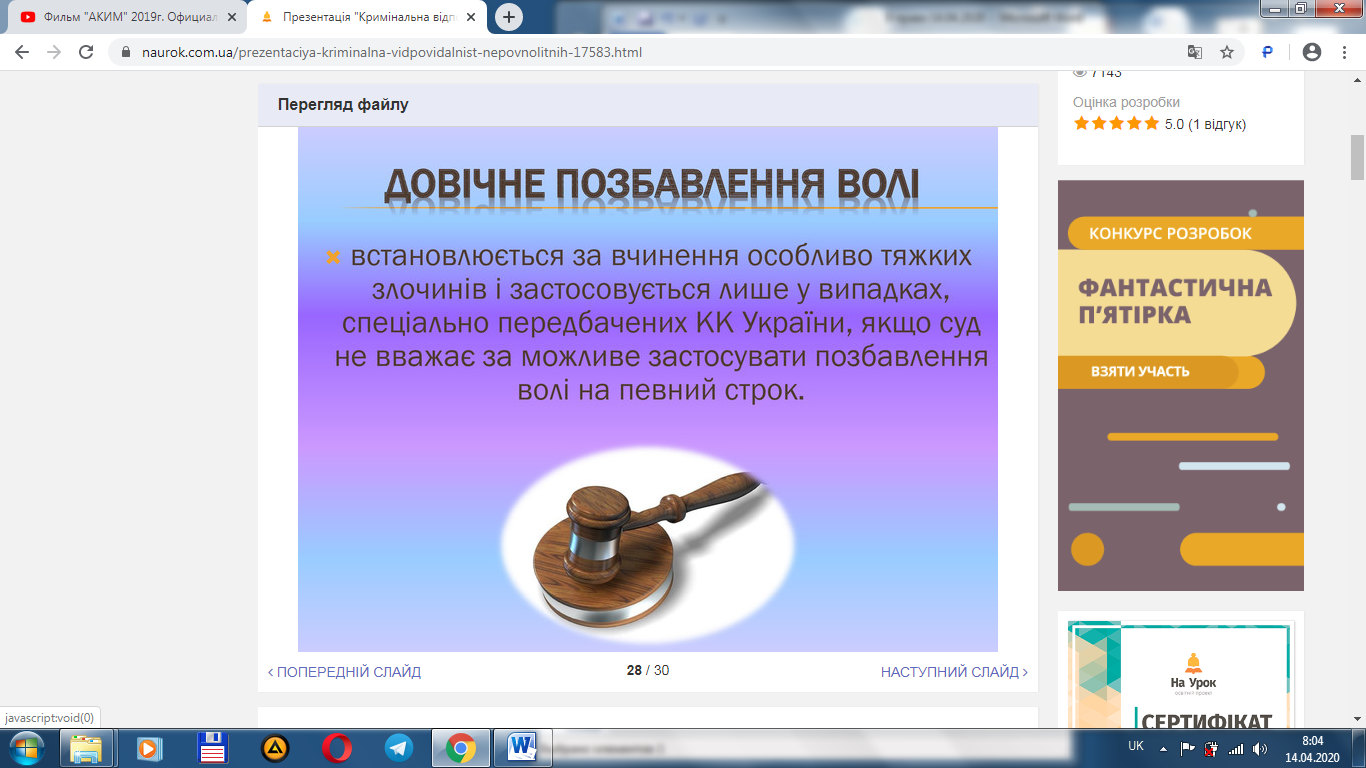 Фильм "АКИМ" 2019г. Официал
Презентація "Кримінальна відп
naurok.com.ua/prezentaciya-kriminalna-vidpovidalnist-nepovnolitnih-17583.html
Перегляд файлу
ДОВІЧНЕ ПОЗБАВЛЕННЯ ВОЛІ
встановлюється за вчинення особливо тяжких
злочинів і застосовується лише у випадках,
спеціально передбачених КК України, якщо суд
не вважає за можливе застосувати позбавлення
волі на певний строк.
‹ ПОПЕРЕДНІЙ СЛАЙД
28 / 30
НАСТУПНИЙ СЛАЙД ›
7143
Оцінка розробки
5.0 (1 відгук)
КОНКУРС РОЗРОБОК
ФАНТАСТИЧНА
П'ЯТІРКА
ВЗЯТИ УЧАСТЬ
На Урок
СЕРТИФІКАТ
javascript:void(0)
UK
8:04
14.04.2020